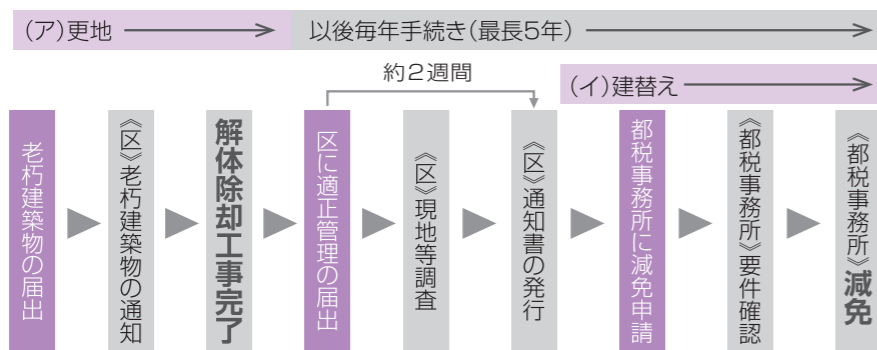 (ア)更地
以後毎年手続き(最長5年)
約2週間
(イ)建替え
老朽建築物の届出
《区》老朽建築物の通知
解体除却工事完了
区に適正管理の届出
《区》現地等調査
《区》通知書の発行
都税事務所に減免申請
《都税事務所》要件確認
《都税事務所》減免